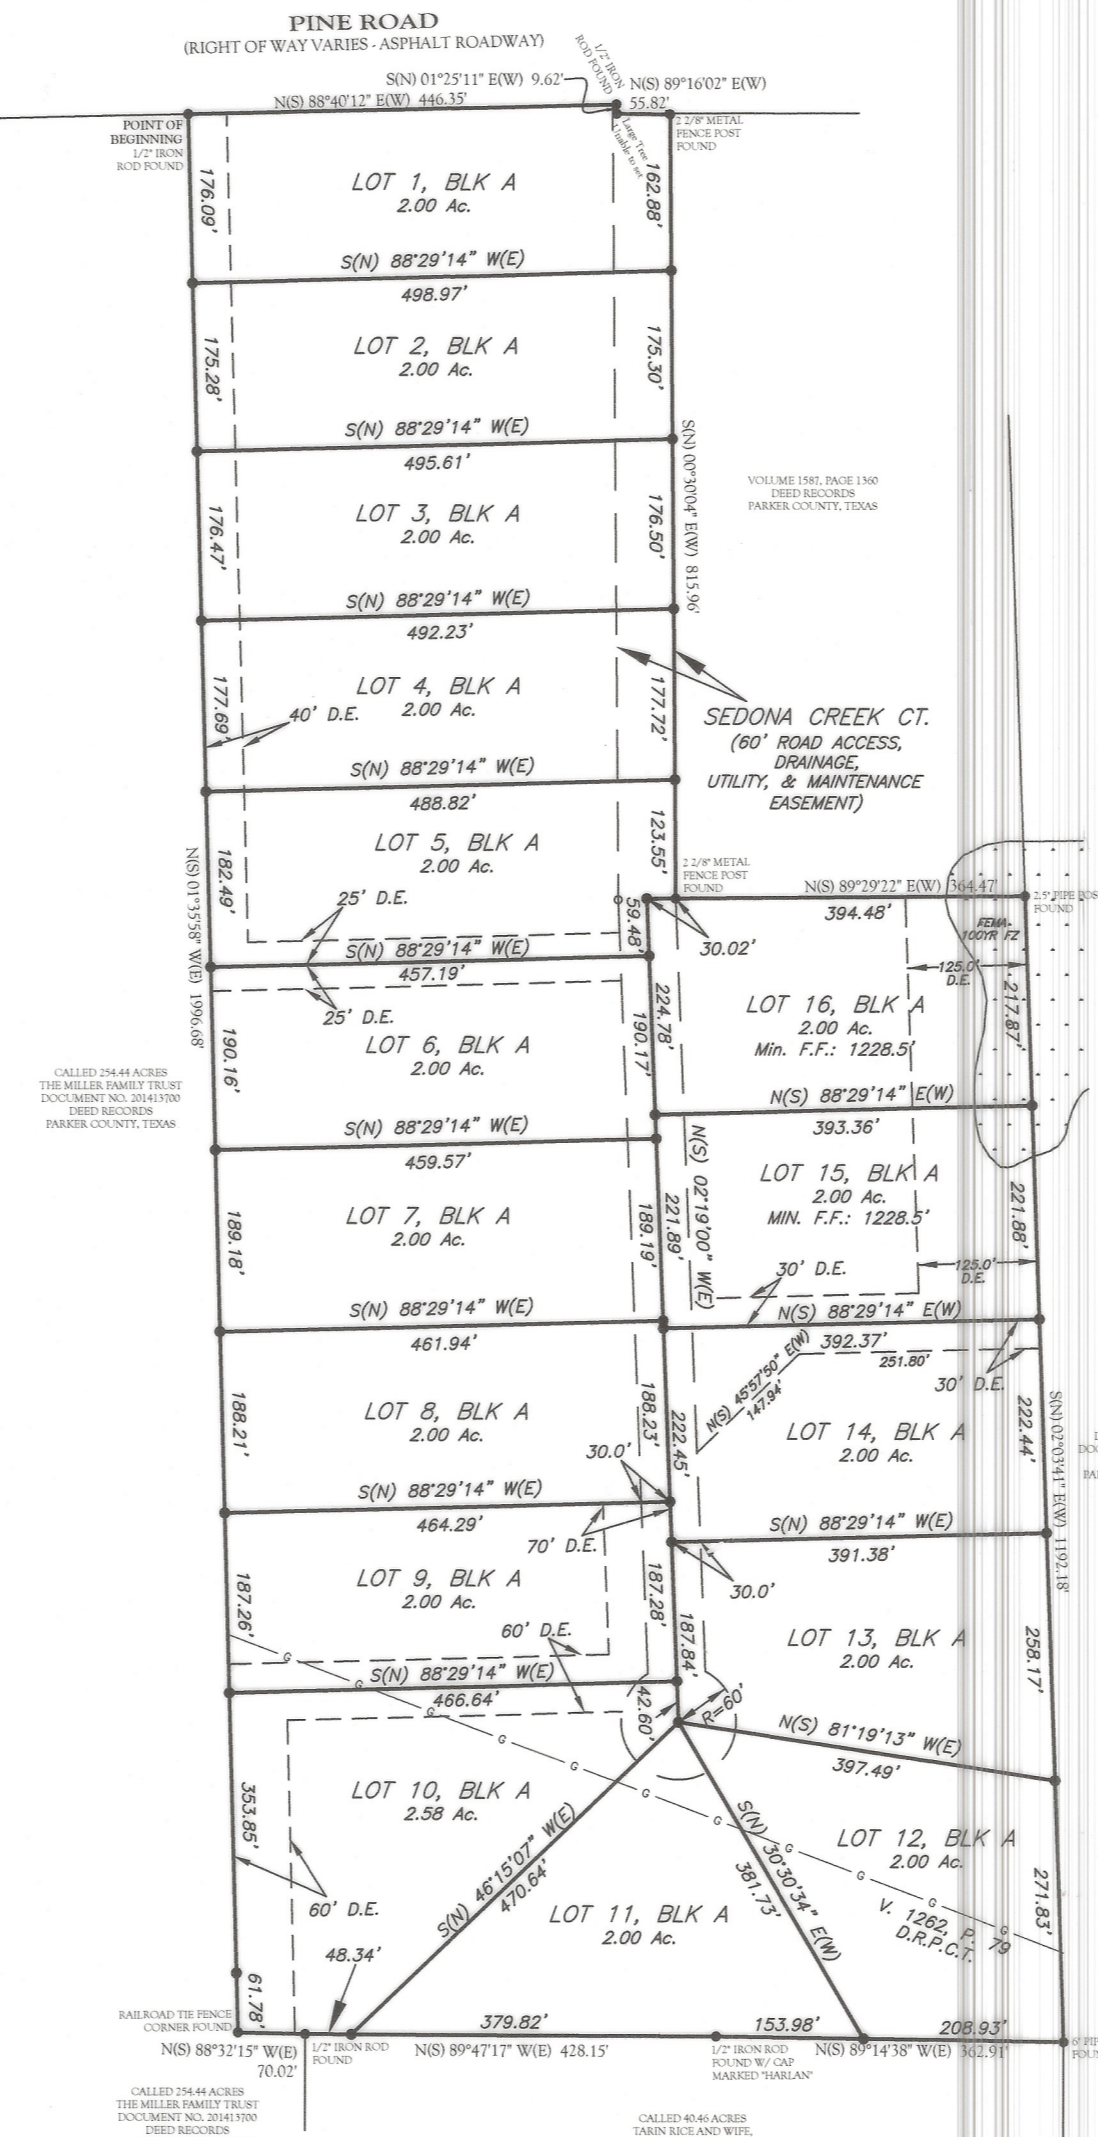 PINE ROAD
(RIGHT OF WAY VARIES - ASPHALT ROADWAY)
S(N) 01°25'11" E(W) 9.62'
1/2" IRON
ROD FOUND
N(S) 89°16'02" E(W)
55.82'
N(S) 88°40'12" E(W) 446.35'
POINT OF
BEGINNING
1/2" IRON
ROD FOUND
Large Tree
Unable to set
2 2/8" METAL
FENCE POST
FOUND
176.09'
LOT 1, BLK A
2.00 Ac.
162.88'
S(N) 88°29'14" W(E)
498.97'
175.28'
LOT 2, BLK A
2.00 Ac.
175.30'
S(N) 88°29'14" W(E)
495.61'
S(N) 00°30'04" E(W) 815.96'
VOLUME 1587, PAGE 1360
DEED RECORDS
PARKER COUNTY, TEXAS
176.47'
LOT 3, BLK A
2.00 Ac.
176.50'
S(N) 88°29'14" W(E)
492.23'
177.69'
LOT 4, BLK A
2.00 Ac.
177.72'
40' D.E.
SEDONA CREEK CT.
(60' ROAD ACCESS,
DRAINAGE,
UTILITY, & MAINTENANCE
EASEMENT)
S(N) 88°29'14" W(E)
488.82'
182.49'
LOT 5, BLK A
2.00 Ac.
123.55'
2 2/8" METAL
FENCE POST
FOUND
N(S) 89°29'22" E(W) 364.47'
394.48'
2.5" PIPE POS
FOUND
25' D.E.
59.48'
30.02'
FEMA
100YR FZ
S(N) 88°29'14" W(E)
457.19'
25' D.E.
N(S) 01°35'58" W(E) 1996.68'
125.0'
D.E.
217.87'
LOT 16, BLK A
2.00 Ac.
Min. F.F.: 1228.5'
224.78'
190.16'
LOT 6, BLK A
2.00 Ac.
190.17'
CALLED 254.44 ACRES
THE MILLER FAMILY TRUST
DOCUMENT NO. 201413700
DEED RECORDS
PARKER COUNTY, TEXAS
N(S) 88°29'14" E(W)
393.36'
S(N) 88°29'14" W(E)
459.57'
N(S) 02°19'00" W(E)
LOT 15, BLK A
2.00 Ac.
MIN. F.F.: 1228.5'
221.88'
189.18'
LOT 7, BLK A
2.00 Ac.
189.19'
221.89'
125.0'
D.E.
30' D.E.
S(N) 88°29'14" W(E)
461.94'
N(S) 88°29'14" E(W)
392.37'
251.80'
N(S) 45°57'50" E(W)
147.94'
30' D.E.
188.21'
LOT 8, BLK A
2.00 Ac.
188.23'
222.45'
LOT 14, BLK A
2.00 Ac.
222.44'
S(N) 02°03'41" E(W) 1192.18'
30.0'
S(N) 88°29'14" W(E)
464.29'
70' D.E.
S(N) 88°29'14" W(E)
391.38'
30.0'
187.26'
LOT 9, BLK A
2.00 Ac.
187.28'
187.84'
60' D.E.
LOT 13, BLK A
2.00 Ac.
258.17'
G
S(N) 88°29'14" W(E)
G
466.64'
G
42.60'
R=60'
N(S) 81°19'13" W(E)
397.49'
G
G
353.85'
LOT 10, BLK A
2.58 Ac.
G
G
S(N) 46°15'07" W(E)
470.64'
S(N) 30°30'34" E(W)
381.73'
G
LOT 12, BLK A
2.00 Ac.
G
G
G
271.83'
V. 1262, P. 79
D.R.P.C.T.
60' D.E.
LOT 11, BLK A
2.00 Ac.
48.34'
61.78'
RAILROAD TIE FENCE
CORNER FOUND
379.82'
153.98'
208.93'
N(S) 88°32'15" W(E)
70.02'
1/2" IRON ROD
FOUND
N(S) 89°47'17" W(E) 428.15'
1/2" IRON ROD
FOUND W/ CAP
MARKED "HARLAN"
N(S) 89°14'38" W(E) 362.91'
6" PIP
FOU
CALLED 254.44 ACRES
THE MILLER FAMILY TRUST
DOCUMENT NO. 201413700
DEED RECORDS
CALLED 40.46 ACRES
TARIN RICE AND WIFE,